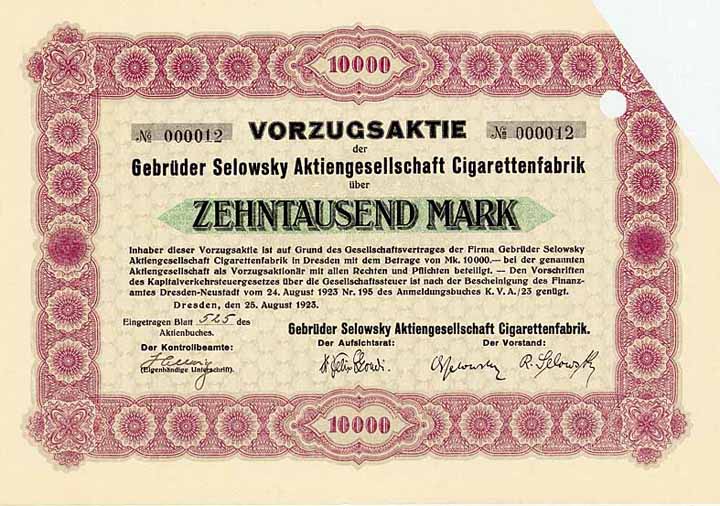 10000
№ 000012 VORZUGSAKTIE № 000012
der
Gebrüder Selowsky Aktiengesellschaft Cigarettenfabrik
über
ZEHNTAUSEND MARK
Inhaber dieser Vorzugsaktie ist auf Grund des Gesellschaftsvertrages der Firma Gebrüder Selowsky
Aktiengesellschaft Cigarettenfabrik in Dresden mit dem Betrage von Mk. 10000.— bei der genannten
Aktiengesellschaft als Vorzugsaktionär mit allen Rechten und Pflichten beteiligt. – Den Vorschriften
des Kapitalverkehrsteuergesetzes über die Gesellschaftssteuer ist nach der Bescheinigung des Finanz-
amtes Dresden-Neustadt vom 24. August 1923 Nr. 195 des Anmeldungsbuches K. V. A./23 genügt.
Dresden, den 25. August 1923.
Eingetragen Blatt 525 des
Aktienbuches.
Gebrüder Selowsky Aktiengesellschaft Cigarettenfabrik.
Der Kontrollbeamte:
Der Aufsichtsrat:
Der Vorstand:
(Eigenhändige Unterschrift).
Selowsky R. Selowsky
10000